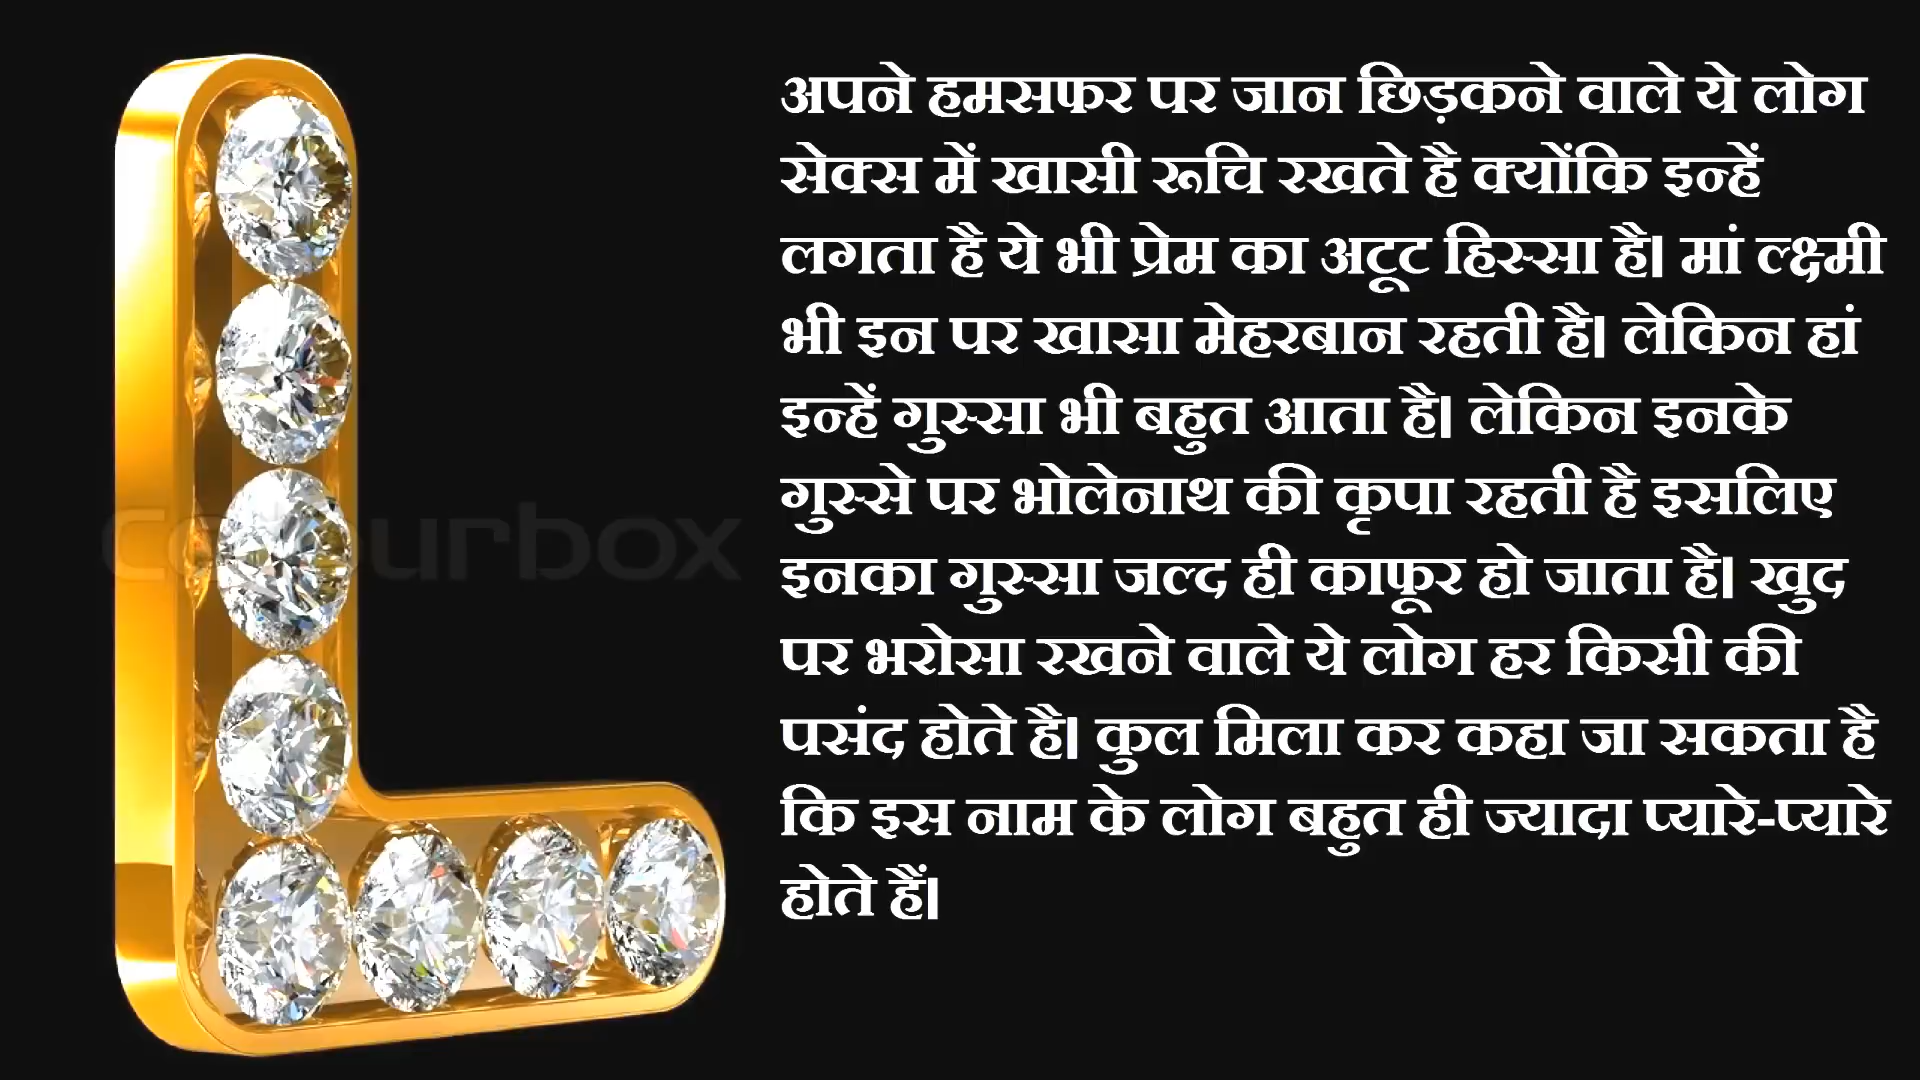 अपने हमसफर पर जान छिड़कने वाले ये लोग
सेक्स में खासी रूचि रखते है क्योंकि इन्हें
लगता है ये भी प्रेम का अटूट हिस्सा है। मां ल्क्ष्मी
भी इन पर खासा मेहरबान रहती है। लेकिन हां
इन्हें गुस्सा भी बहुत आता है। लेकिन इनके
गुस्से पर भोलेनाथ की कृपा रहती है इसलिए
इनका गुस्सा जल्द ही काफूर हो जाता है। खुद
पर भरोसा रखने वाले ये लोग हर किसी की
पसंद होते है। कुल मिला कर कहा जा सकता है
कि इस नाम के लोग बहुत ही ज्यादा प्यारे-प्यारे
होते हैं।
L
colourbox